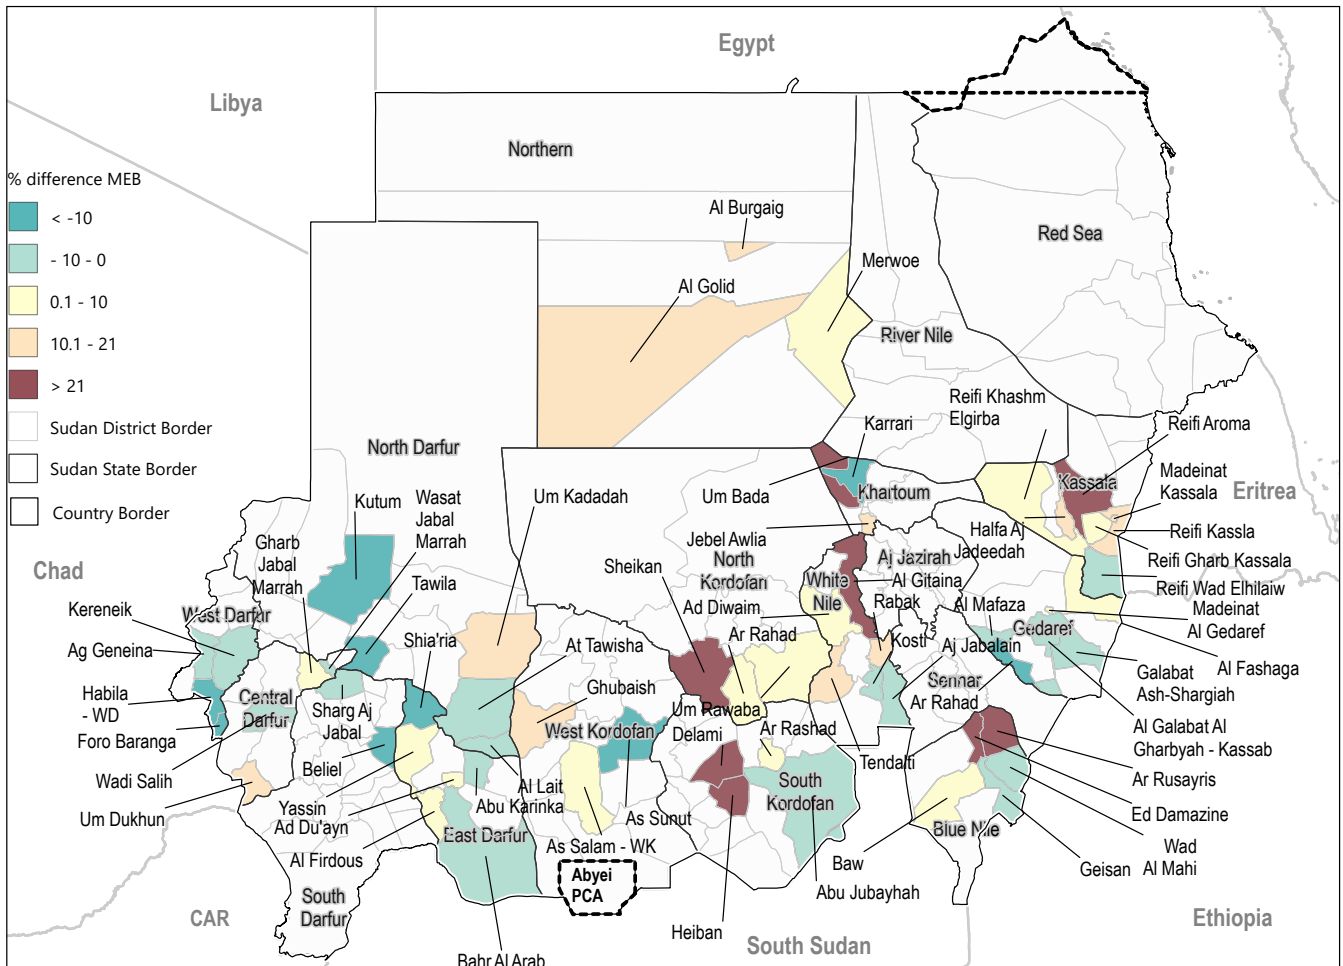 Egypt
Libya
Northern
% difference MEB
< -10
- 10 - 0
0.1 - 10
10.1 - 21
> 21
Sudan District Border
Sudan State Border
Country Border
Al Burgaig
Red Sea
Merwoe
Al Golid
River Nile
Reifi Khashm
Elgirba
Karrari
Reifi Aroma
North Darfur
Madeinat
Kassala
Kassala
Eritrea
Kutum
Wasat
Jabal
Marrah
Um Kadadah
Um Bada
Khartoum
Reifi Kassla
Gharb
Jabal
Marrah
Jebel Awlia
Halfa Aj
Jadeedah
Reifi Gharb Kassala
Chad
Tawila
Sheikan
North
Kordofan
Aj Jazirah
White
Nile
Al Gitaina
Rabak
Reifi Wad Elhilaiw
Kereneik
West Darfur
Ad Diwaim
Al Mafaza
Madeinat
Al Gedaref
Ag Geneina
Shia'ria
At Tawisha
Ar Rahad
Kosti
Gedaref
Aj Jabalain
Al Fashaga
Habila
- WD
Central
Darfur
Sharg Aj
Jabal
Ghubaish
Um Rawaba
Sennar
Ar Rahad
Galabat
Ash-Shargiah
Foro Baranga
West Kordofan
Delami
Ar Rashad
Al Galabat Al
Gharbyah - Kassab
Wadi Salih
Beliel
Al Lait
Tendalti
Ar Rusayris
Um Dukhun
Yassin
Abu Karinka
South
Kordofan
Ad Du'ayn
As Sunut
Ed Damazine
Al Firdous
East Darfur
As Salam - WK
Blue Nile
Baw
Wad
Al Mahi
Geisan
Abyei
PCA
Abu Jubayhah
South
Darfur
CAR
Heiban
South Sudan
Ethiopia
Bahr Al Arab